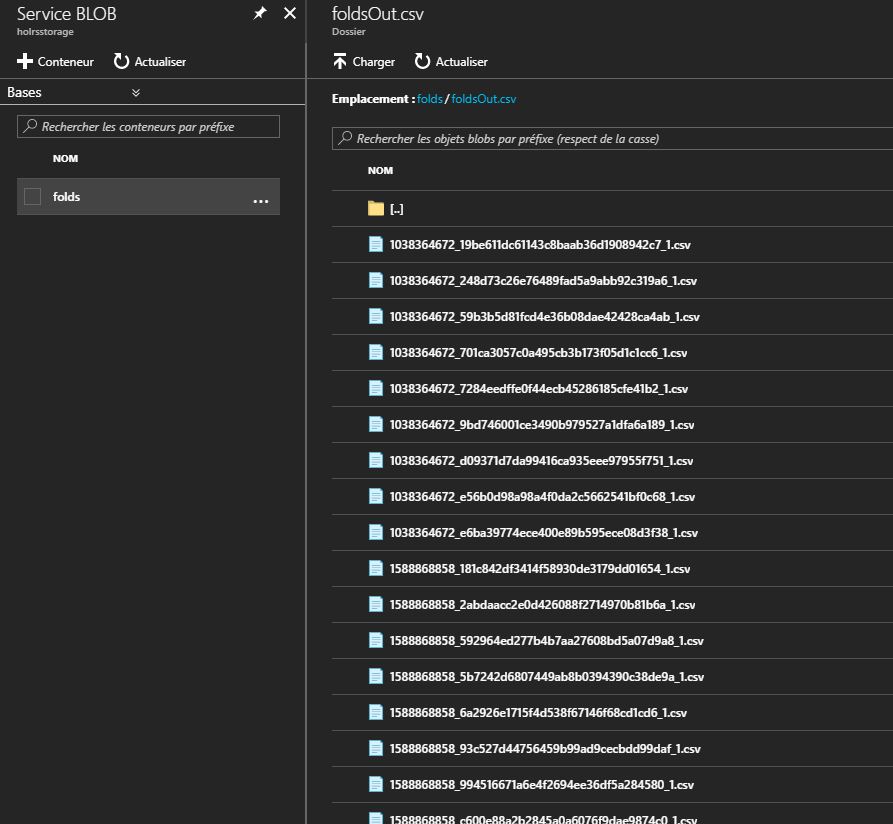 Service BLOB
holrsstorage
Conteneur
Actualiser
Bases
Rechercher les conteneurs par préfixe
NOM
folds
...
foldsOut.csv
Dossier
Charger
Actualiser
Emplacement : folds / foldsOut.csv
Rechercher les objets blobs par préfixe (respect de la casse)
NOM
[..]
1038364672_19be611dc61143c8baab36d1908942c7_1.csv
1038364672_248d73c26e76489fad5a9abb92c319a6_1.csv
1038364672_59b3b5d81fcd4e36b08dae42428ca4ab_1.csv
1038364672_701ca3057c0a495cb3b173f05d1c1cc6_1.csv
1038364672_7284eedffe0f44ecb45286185cfe41b2_1.csv
1038364672_9bd746001ce3490b979527a1dfa6a189_1.csv
1038364672_d09371d7da99416ca935eee97955f751_1.csv
1038364672_e56b0d98a98a4f0da2c5662541bf0c68_1.csv
1038364672_e6ba39774ece400e89b595ece08d3f38_1.csv
1588868858_181c842df3414f58930de3179dd01654_1.csv
1588868858_2abdaacc2e0d426088f2714970b81b6a_1.csv
1588868858_592964ed277b4b7aa27608bd5a07d9a8_1.csv
1588868858_5b7242d6807449ab8b0394390c38de9a_1.csv
1588868858_6a2926e1715f4d538f67146f68cd1cd6_1.csv
1588868858_93c527d44756459b99ad9cecbdd99daf_1.csv
1588868858_994516671a6e4f2694ee36df5a284580_1.csv
1588868858_c600e88a2b2845a0a6076f9dae9874c0_1.csv